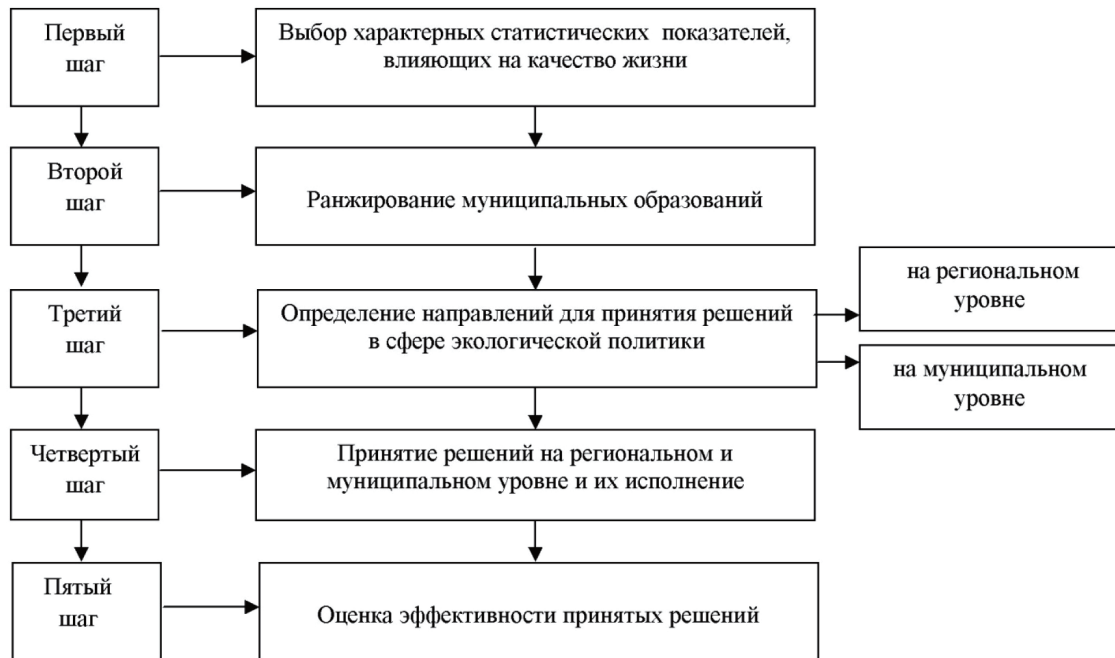 Первый
шаг
Выбор характерных статистических показателей,
влияющих на качество жизни
Второй
шаг
Ранжирование муниципальных образований
Третий
шаг
Определение направлений для принятия решений
в сфере экологической политики
на региональном
уровне
на муниципальном
уровне
Четвертый
шаг
Принятие решений на региональном и
муниципальном уровне и их исполнение
Пятый
шаг
Оценка эффективности принятых решений